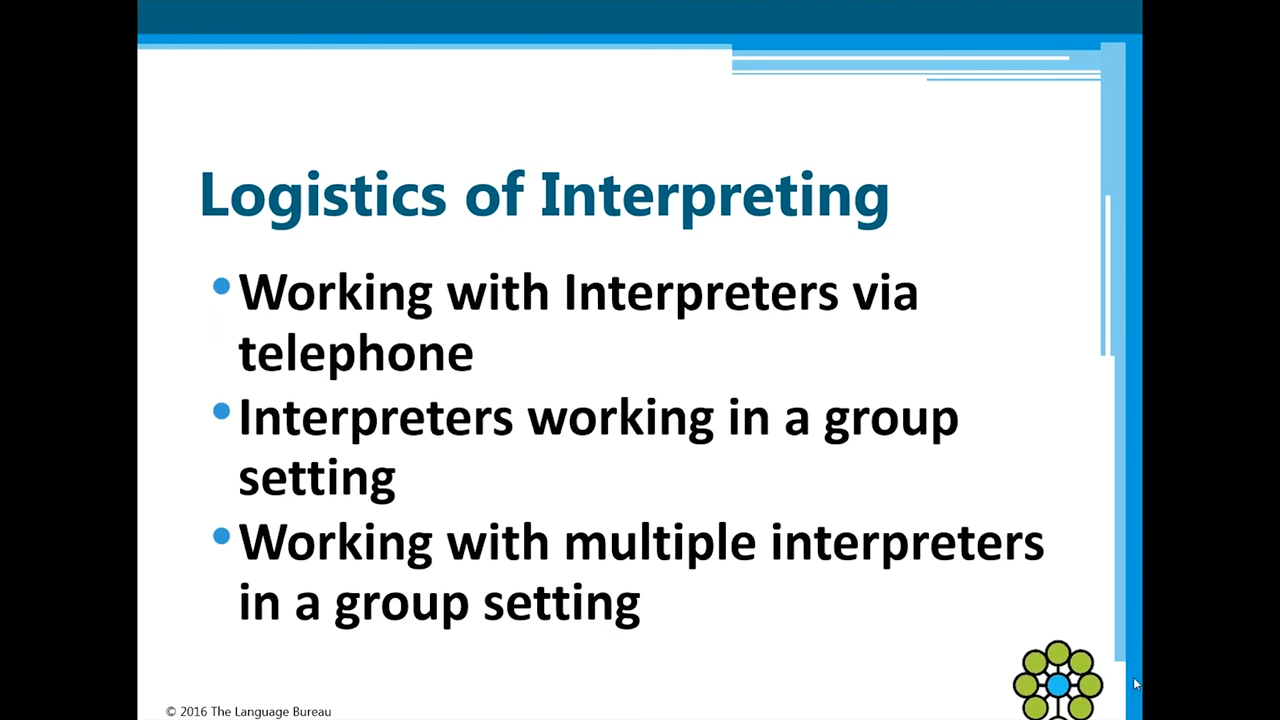 Logistics of Interpreting
•Working with Interpreters via
telephone
•Interpreters working in a group
setting
•Working with multiple interpreters
in a group setting
© 2016 The Language Bureau